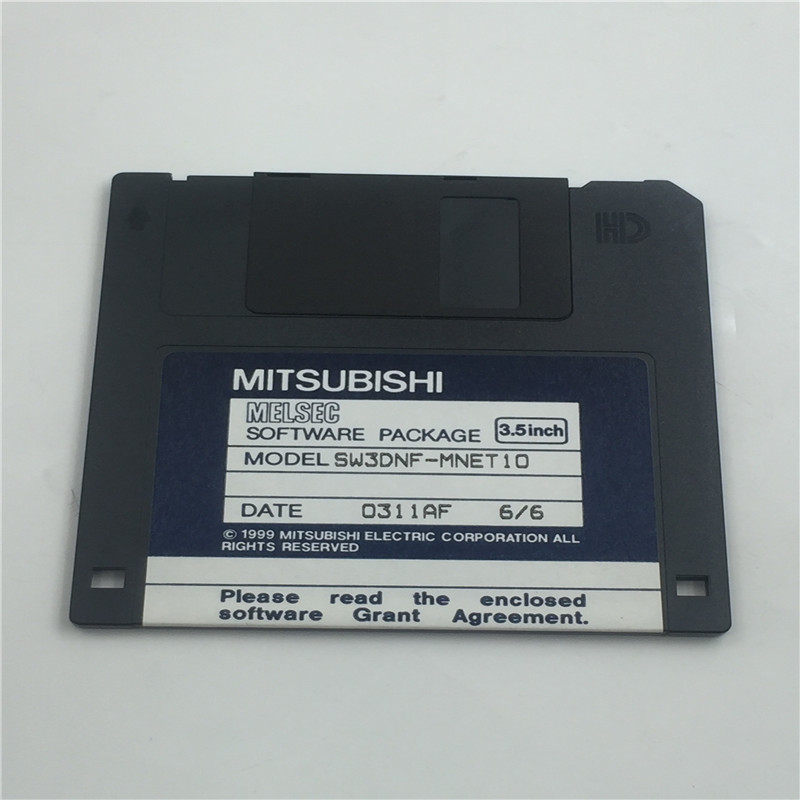 HD
MITSUBISHI
MELSEC
SOFTWARE PACKAGE 3.5inch
MODEL SW3DNF-MNET10
DATE 0311AF 6/6
© 1999 MITSUBISHI ELECTRIC CORPORATION ALL
RIGHTS RESERVED
Please read the enclosed
software Grant Agreement.